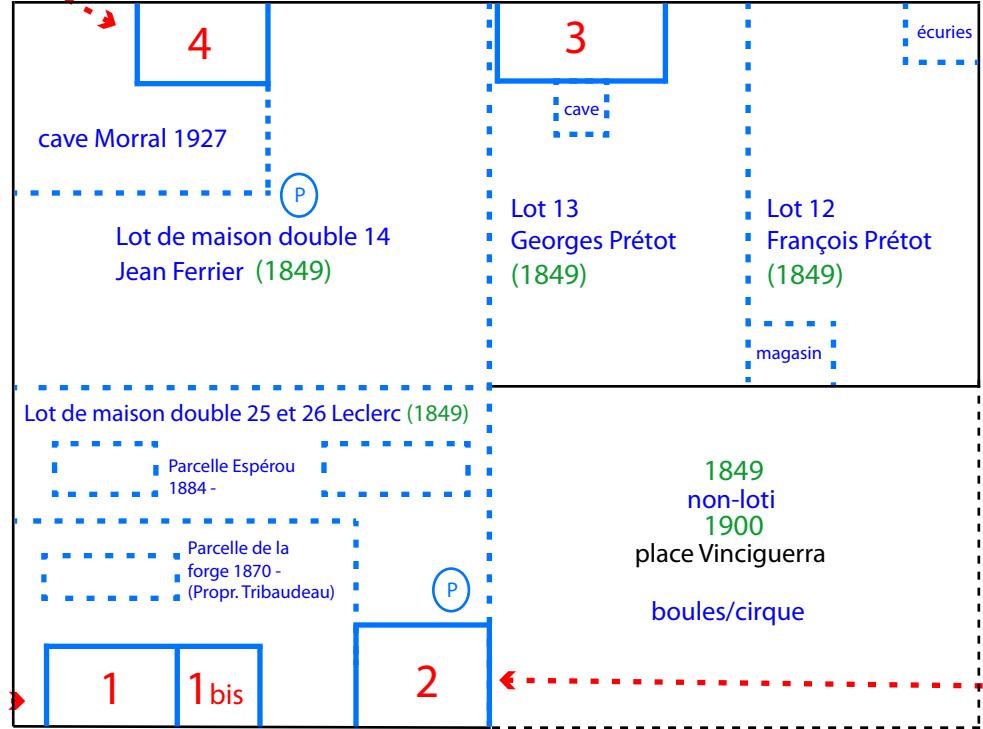 4
3
écuries
cave
cave Morral 1927
P
Lot de maison double 14
Jean Ferrier (1849)
Lot 13
Georges Prétot
(1849)
Lot 12
François Prétot
(1849)
magasin
Lot de maison double 25 et 26 Leclerc (1849)
Parcelle Espérou
1884 -
Parcelle de la
forge 1870 -
(Propr. Tribaudeau)
P
1849
non-loti
1900
place Vinciguerra
boules/cirque
1
1 bis
2